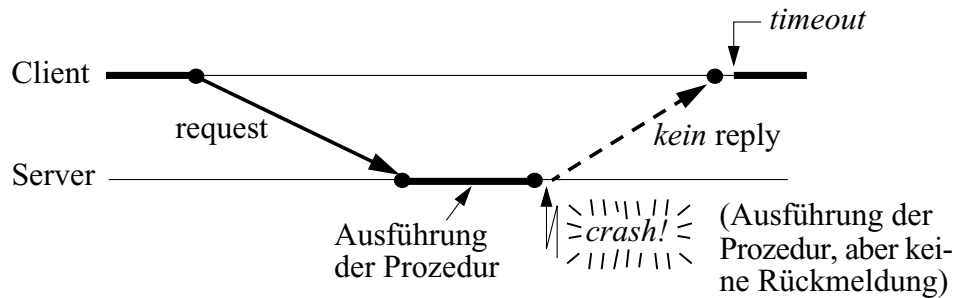 timeout
Client
request
kein reply
Server
Ausführung
der Prozedur
crash!
(Ausführung der
Prozedur, aber kei-
ne Rückmeldung)